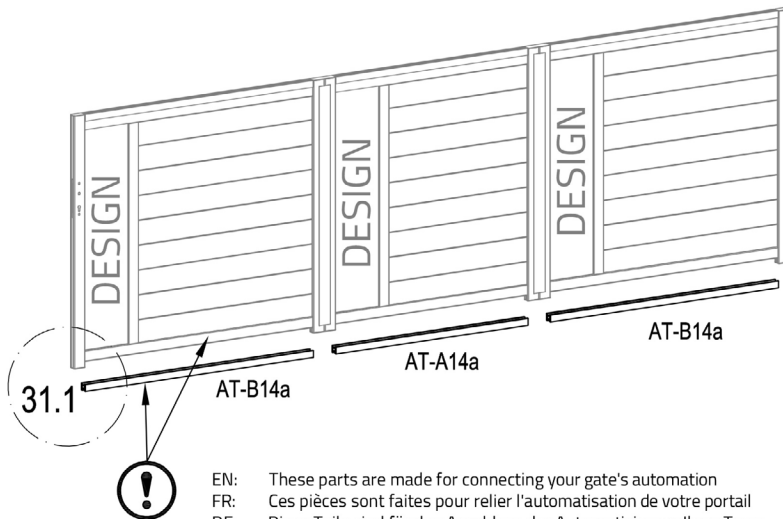 DESIGN
DESIGN
DESIGN
AT-B14a
AT-A14a
AT-B14a
31.1
!
EN: These parts are made for connecting your gate's automation
FR: Ces pièces sont faites pour relier l'automatisation de votre portail